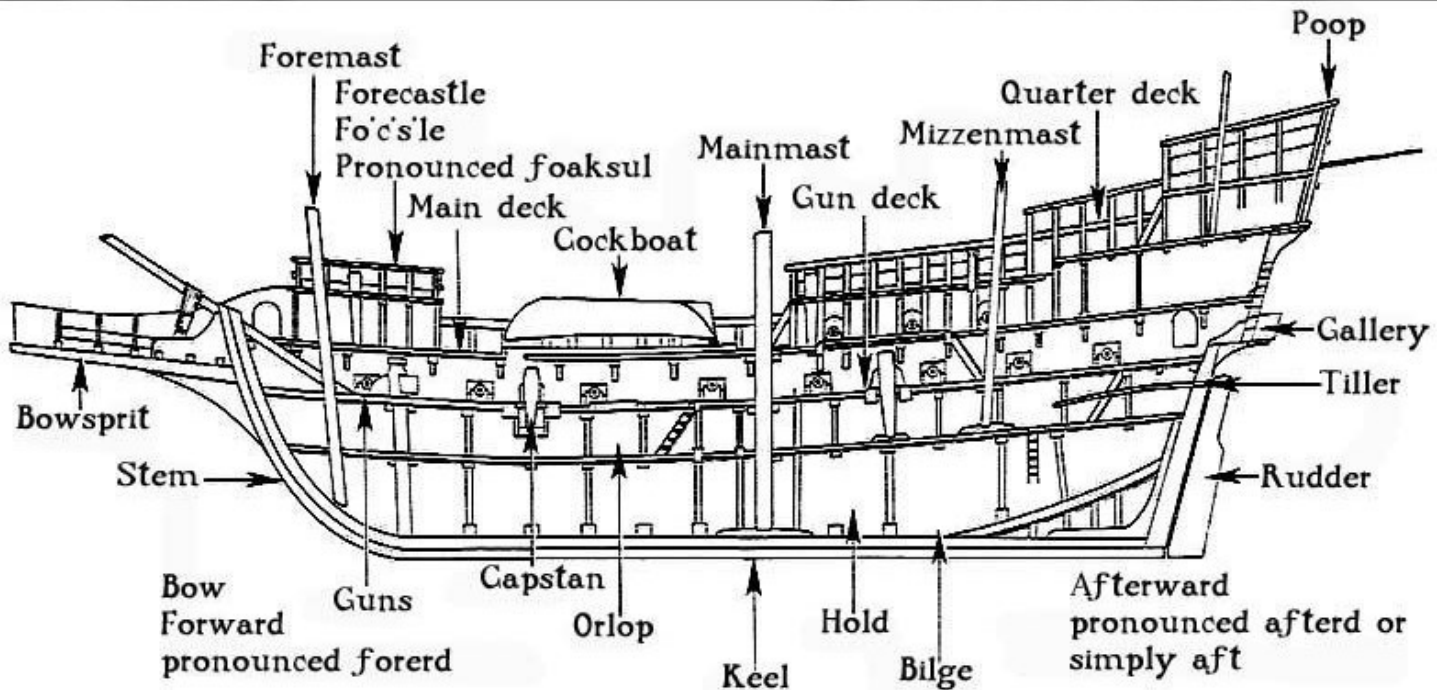 Poop
Foremast
Forecastle
Fo'c's'le
Pronounced foaksul
Main deck
Cockboat
Mainmast
Gun deck
Mizzenmast
Quarter deck
Gallery
Tiller
Rudder
Bowsprit
Stem
Bow
Forward
pronounced forerd
Guns
Capstan
Orlop
Keel
Hold
Bilge
Afterward
pronounced afterd or
simply aft